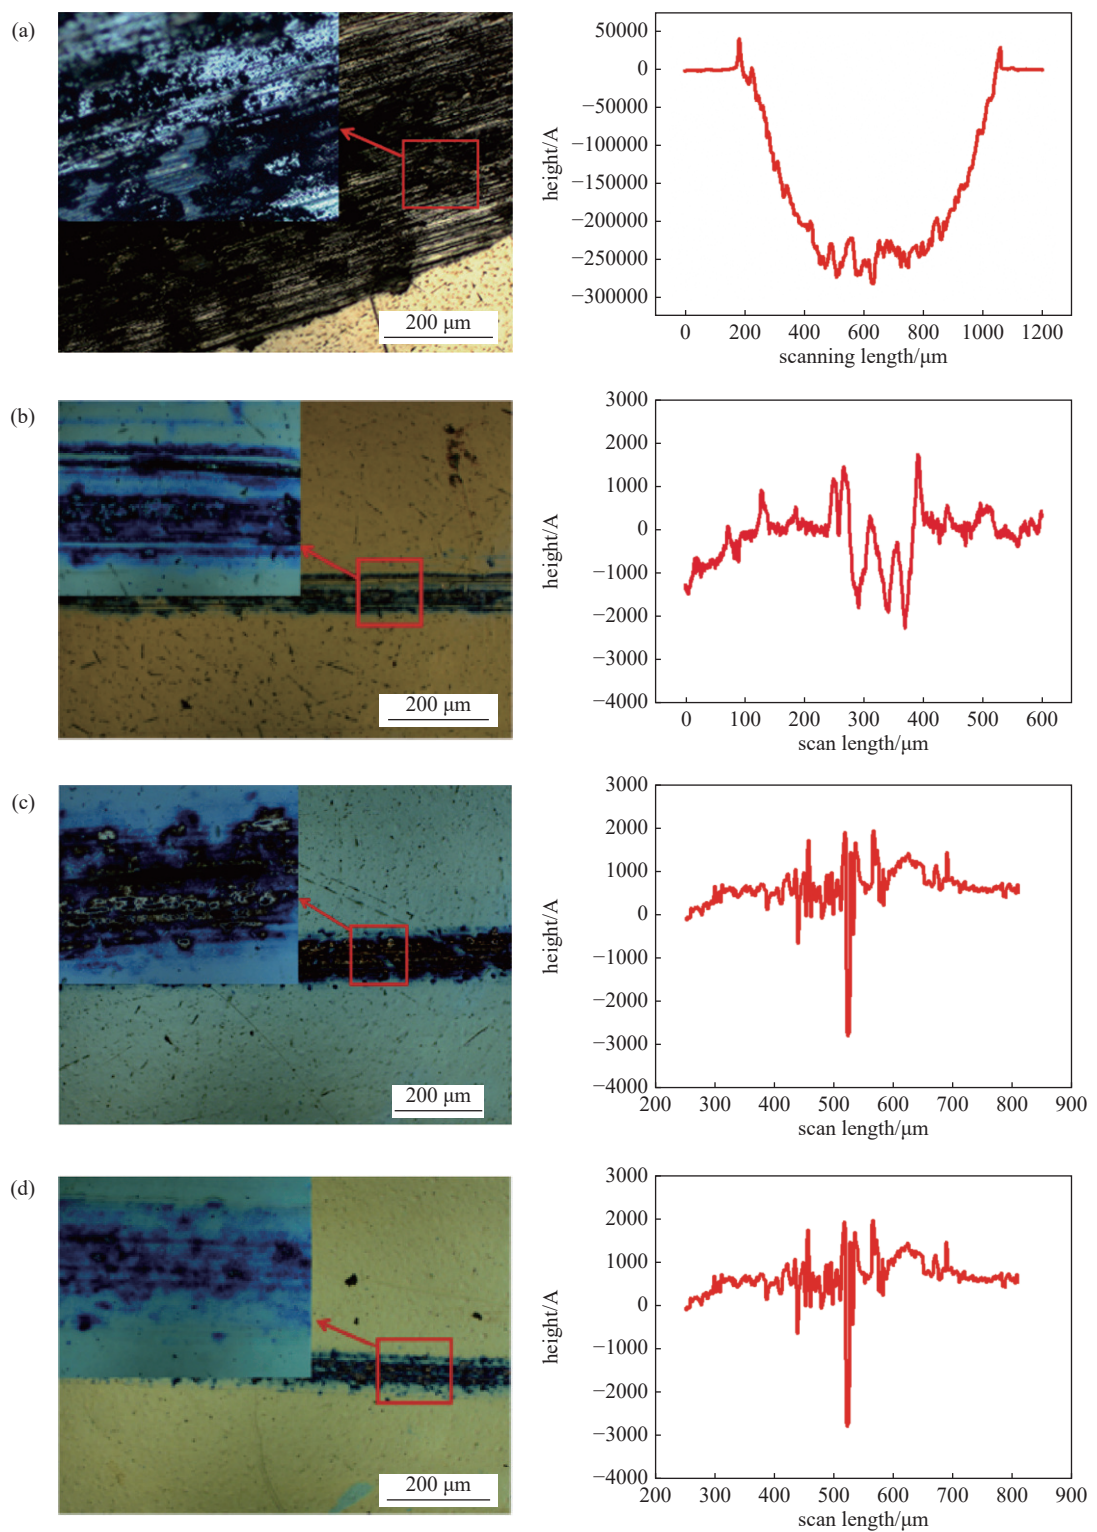 (a)
200 μm
50000
0
−50000
−100000
−150000
−200000
−250000
−300000
height/A
0 200 400 600 800 1000 1200
scanning length/μm
(b)
200 μm
3000
2000
1000
0
−1000
−2000
−3000
−4000
height/A
0 100 200 300 400 500 600
scan length/μm
(c)
200 μm
3000
2000
1000
0
−1000
−2000
−3000
−4000
height/A
200 300 400 500 600 700 800 900
scan length/μm
(d)
200 μm
3000
2000
1000
0
−1000
−2000
−3000
−4000
height/A
200 300 400 500 600 700 800 900
scan length/μm